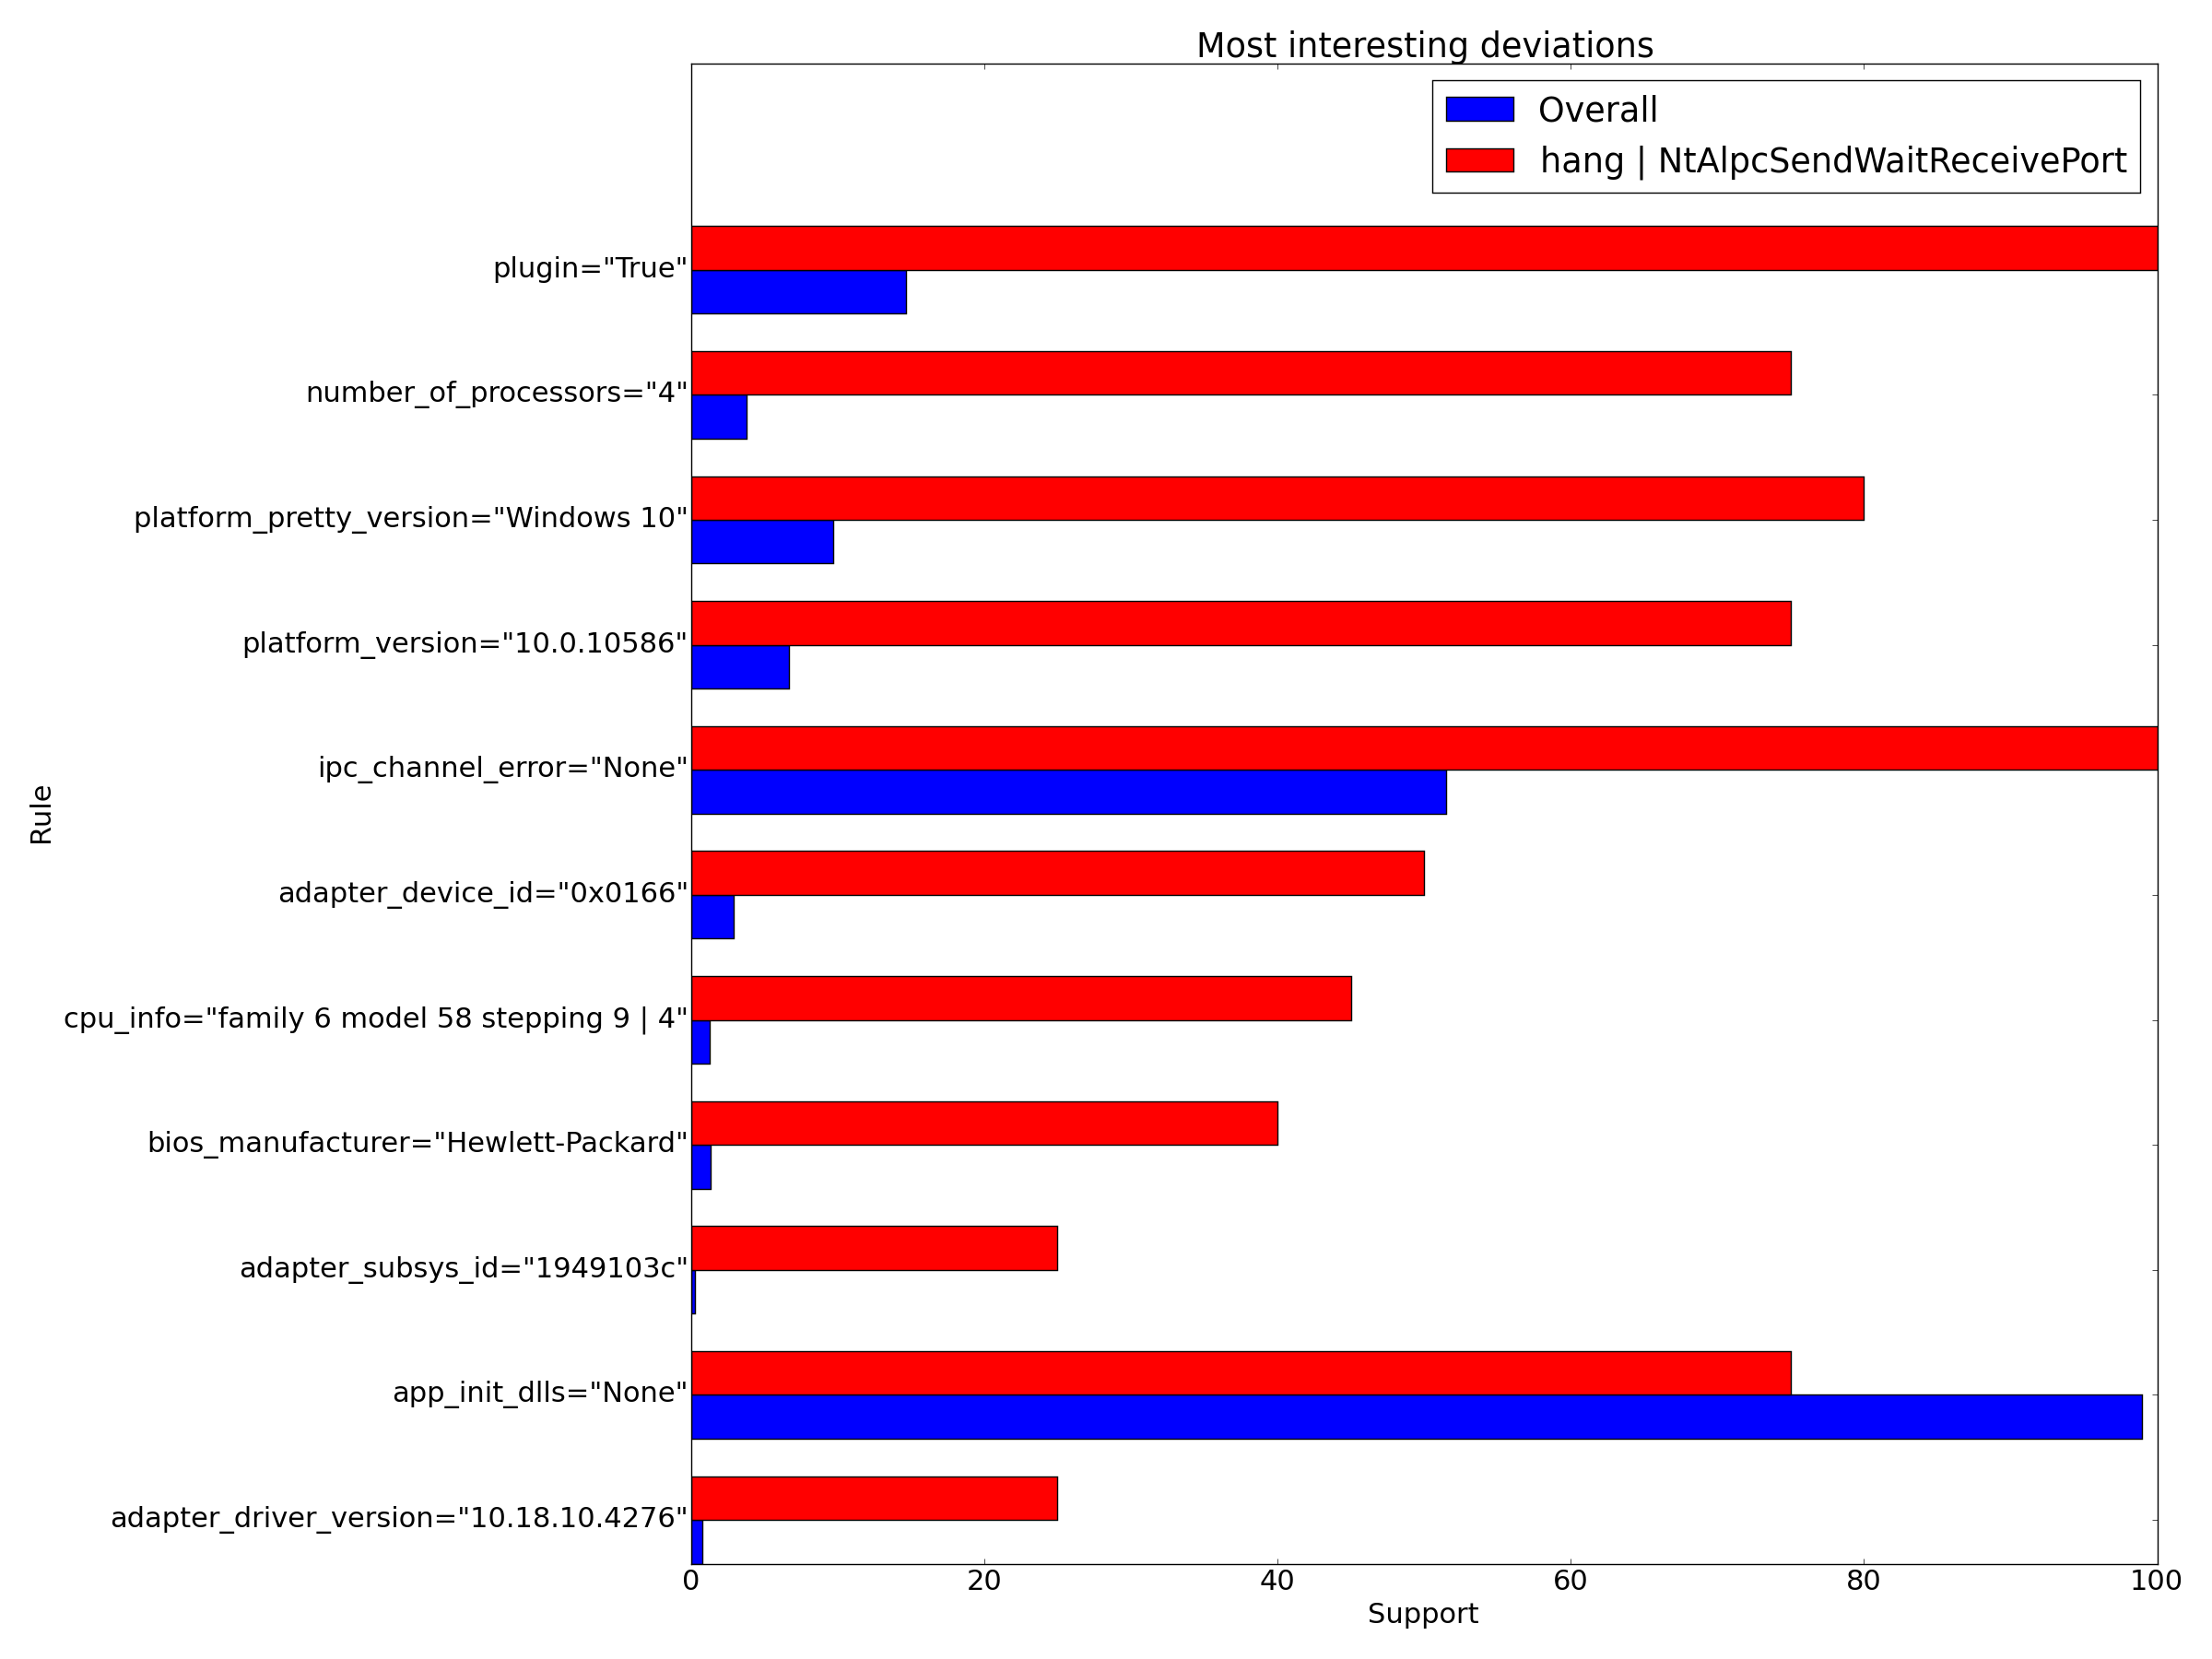 Most interesting deviations
Overall
hang | NtAlpcSendWaitReceivePort
plugin="True"
number_of_processors="4"
platform_pretty_version="Windows 10"
platform_version="10.0.10586"
ipc_channel_error="None"
adapter_device_id="0x0166"
cpu_info="family 6 model 58 stepping 9 | 4"
bios_manufacturer="Hewlett-Packard"
adapter_subsys_id="1949103c"
app_init_dlls="None"
adapter_driver_version="10.18.10.4276"
Rule
0 20 40 60 80 100
Support